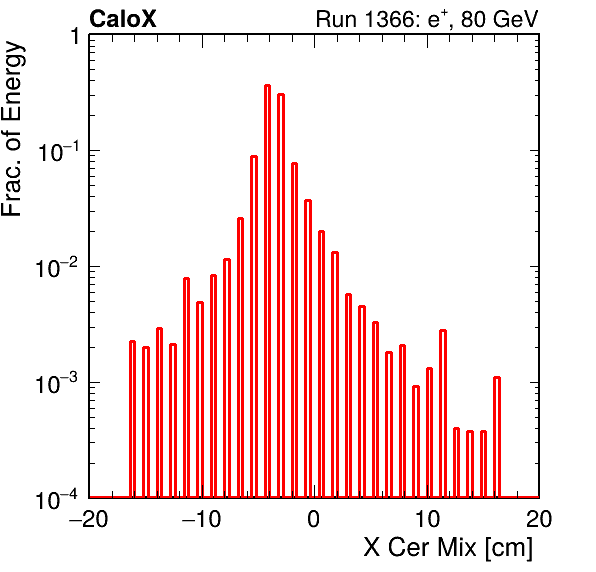 CaloX Run 1366: e⁺, 80 GeV
Frac. of Energy
1
10⁻¹
10⁻²
10⁻³
10⁻⁴
−20 −10 0 10 20
X Cer Mix [cm]